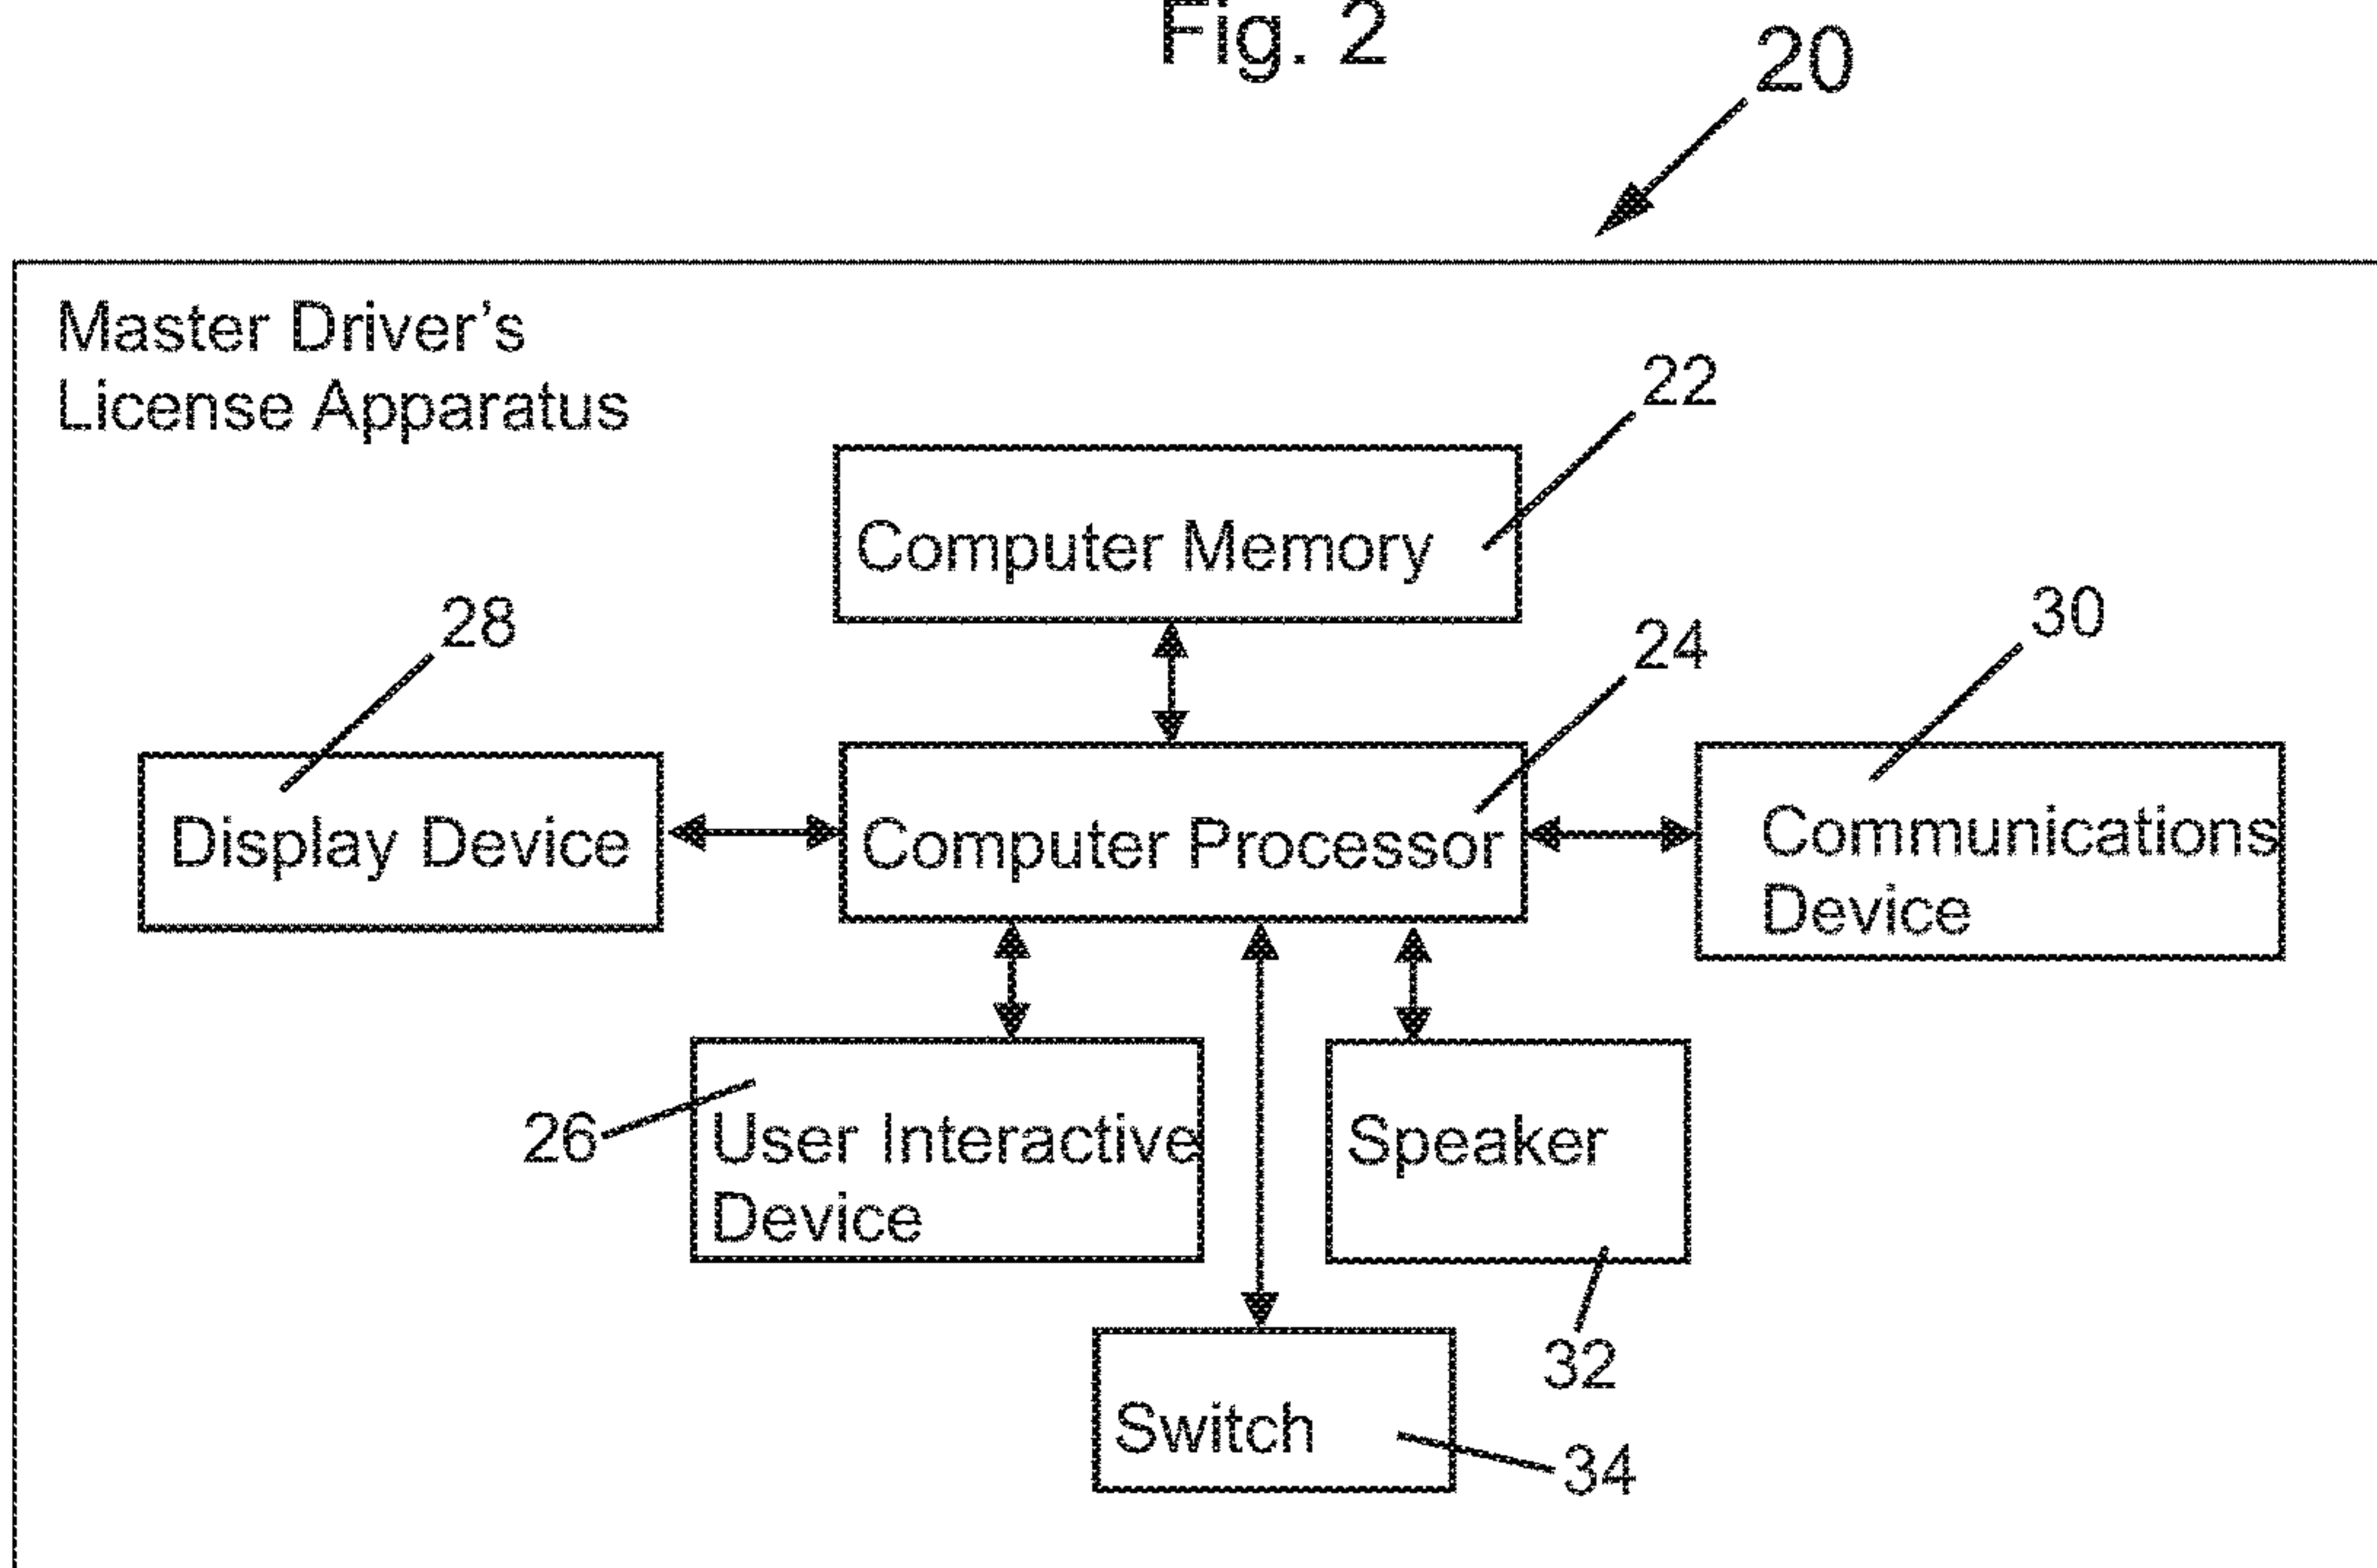 Fig. 2
20
Master Driver’s
License Apparatus
22
Computer Memory
28
24
30
Display Device
Computer Processor
Communications
Device
26
User Interactive
Device
Speaker
32
Switch
34